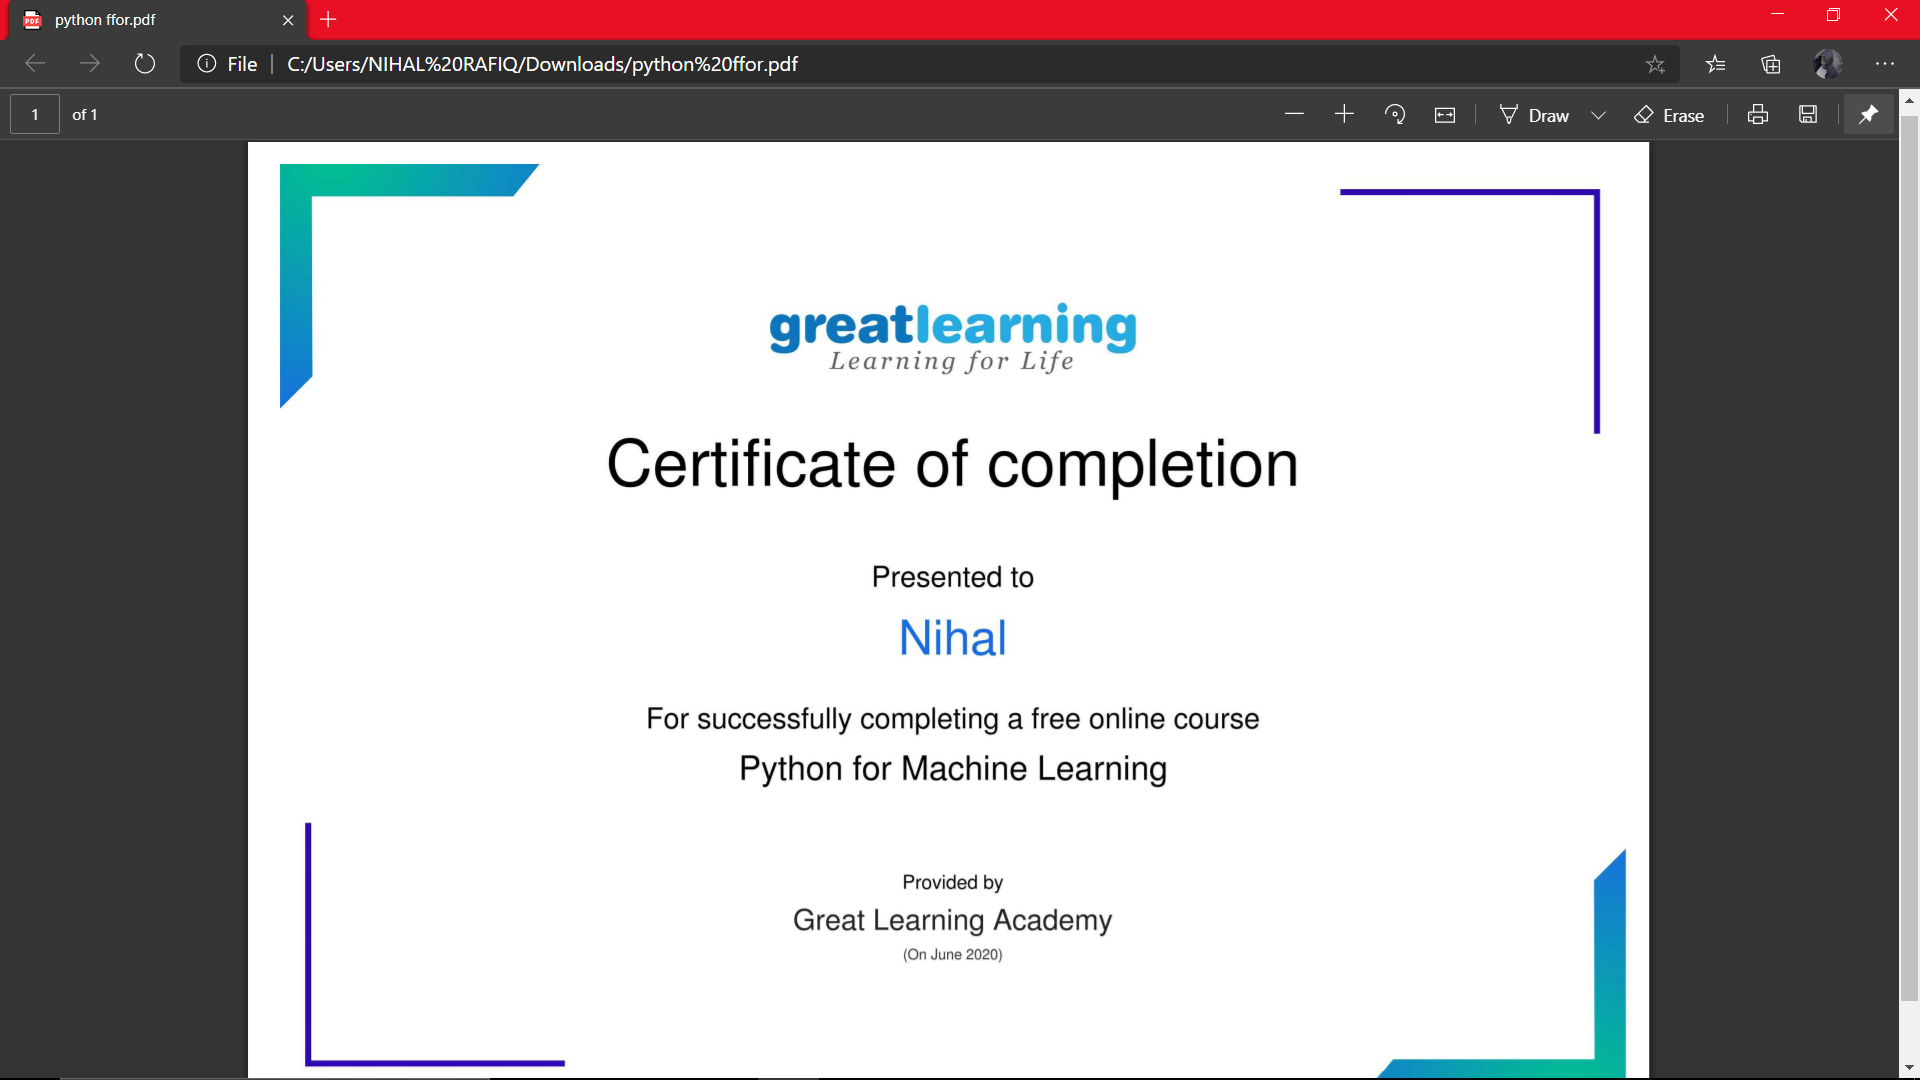 python ffor.pdf
File
C:/Users/NIHAL%20RAFIQ/Downloads/python%20ffor.pdf
1 of 1
Draw
Erase
greatlearning
Learning for Life
Certificate of completion
Presented to
Nihal
For successfully completing a free online course
Python for Machine Learning
Provided by
Great Learning Academy
(On June 2020)